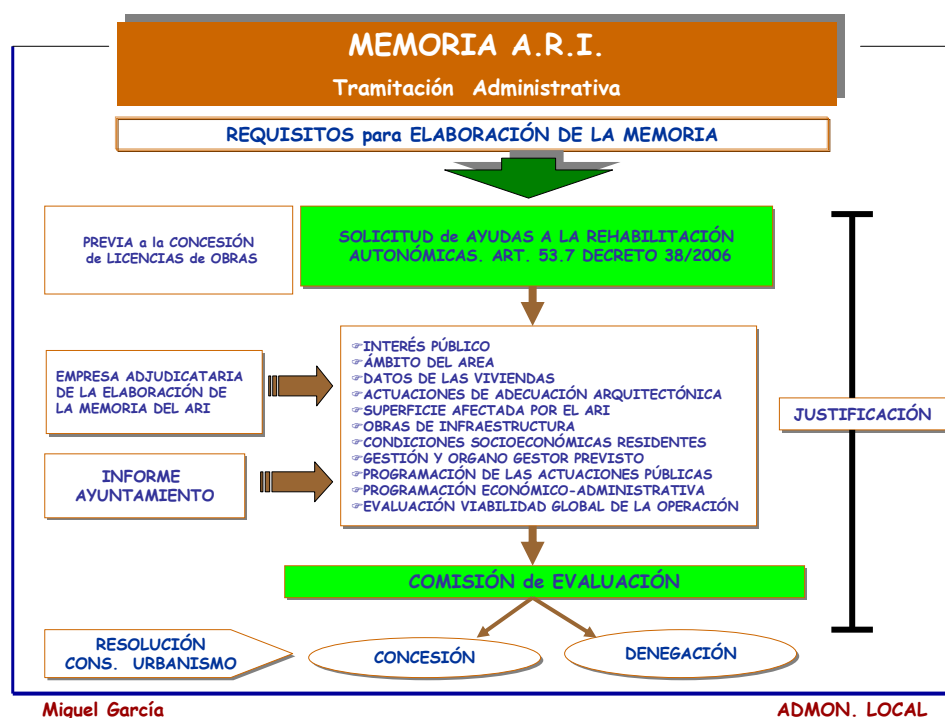 MEMORIA A.R.I.
Tramitación Administrativa
REQUISITOS para ELABORACIÓN DE LA MEMORIA
PREVIA a la CONCESIÓN
de LICENCIAS de OBRAS
SOLICITUD de AYUDAS A LA REHABILITACIÓN
AUTONÓMICAS. ART. 53.7 DECRETO 38/2006
EMPRESA ADJUDICATARIA
DE LA ELABORACIÓN DE
LA MEMORIA DEL ARI
INFORME
AYUNTAMIENTO
☞INTERÉS PÚBLICO
☞ÁMBITO DEL AREA
☞DATOS DE LAS VIVIENDAS
☞ACTUACIONES DE ADECUACIÓN ARQUITECTÓNICA
☞SUPERFICIE AFECTADA POR EL ARI
☞OBRAS DE INFRAESTRUCTURA
☞CONDICIONES SOCIOECONÓMICAS RESIDENTES
☞GESTIÓN Y ORGANO GESTOR PREVISTO
☞PROGRAMACIÓN DE LAS ACTUACIONES PÚBLICAS
☞PROGRAMACIÓN ECONÓMICO-ADMINISTRATIVA
☞EVALUACIÓN VIABILIDAD GLOBAL DE LA OPERACIÓN
JUSTIFICACIÓN
COMISIÓN de EVALUACIÓN
RESOLUCIÓN
CONS. URBANISMO
CONCESIÓN
DENEGACIÓN
Miguel García
ADMON. LOCAL